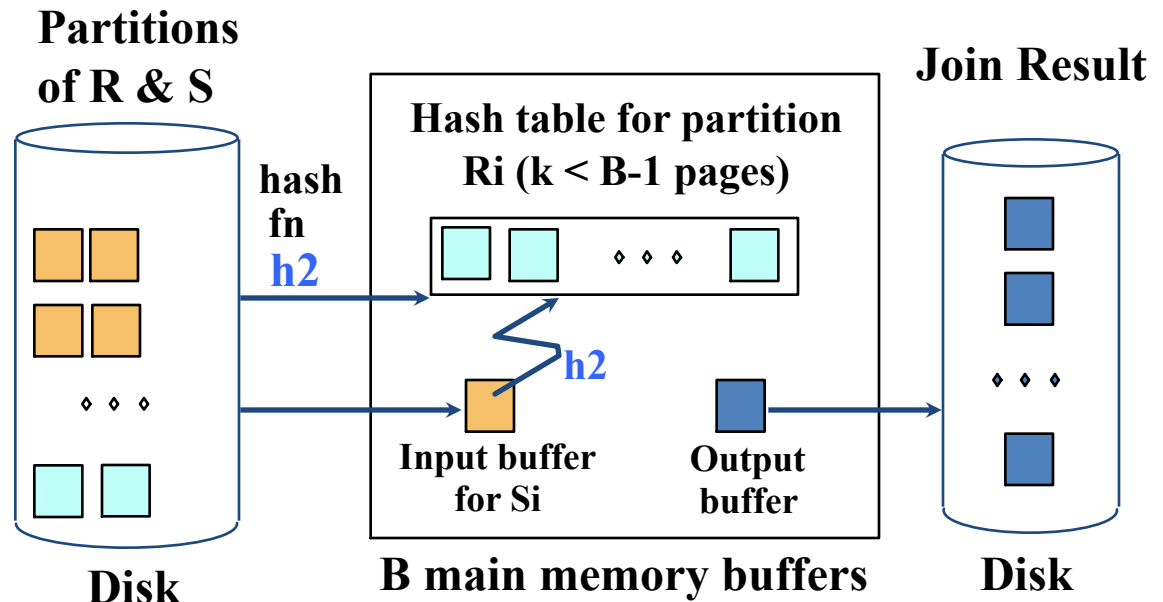 Partitions
of R & S
hash
fn
h2
Hash table for partition
Ri (k < B-1 pages)
h2
Input buffer
for Si
Output
buffer
Join Result
Disk
B main memory buffers
Disk